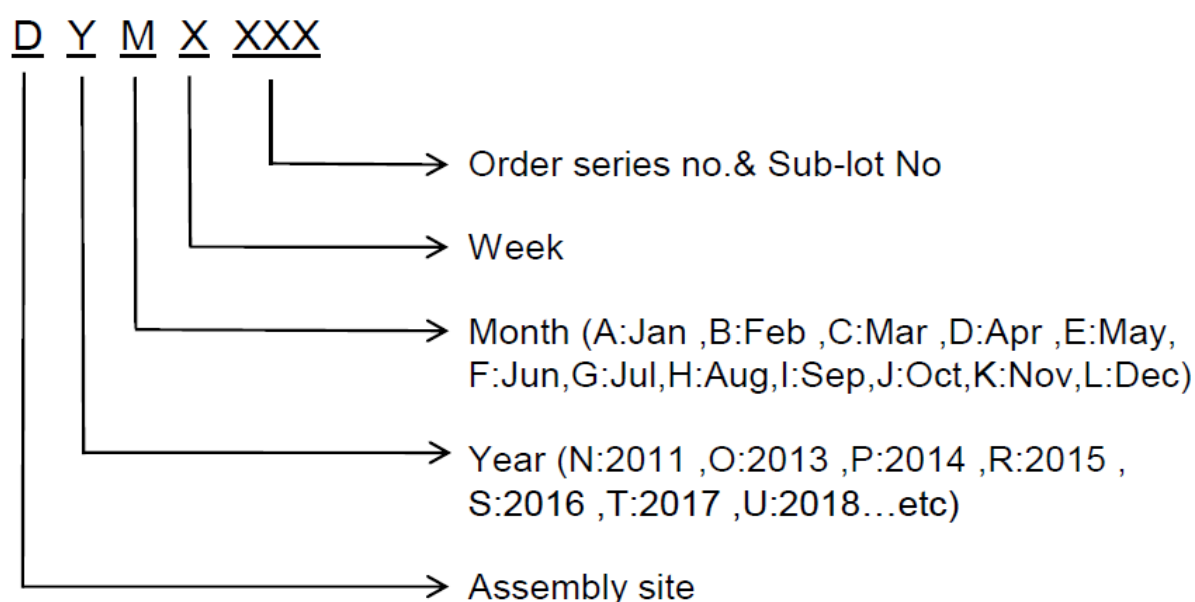 D Y M X XXX
Order series no.& Sub-lot No
Week
Month (A:Jan ,B:Feb ,C:Mar ,D:Apr ,E:May,
F:Jun,G:Jul,H:Aug,I:Sep,J:Oct,K:Nov,L:Dec)
Year (N:2011 ,O:2013 ,P:2014 ,R:2015 ,
S:2016 ,T:2017 ,U:2018...etc)
Assembly site